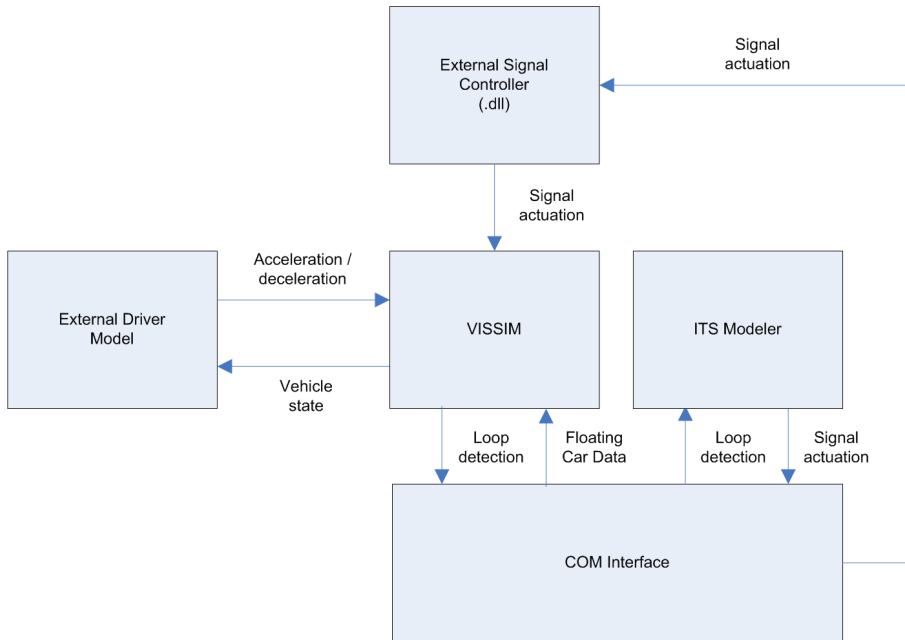 External Signal
Controller
(.dll)
Signal
actuation
Signal
actuation
External Driver
Model
Acceleration /
deceleration
Vehicle
state
VISSIM
ITS Modeler
Loop
detection
Floating
Car Data
Loop
detection
Signal
actuation
COM Interface